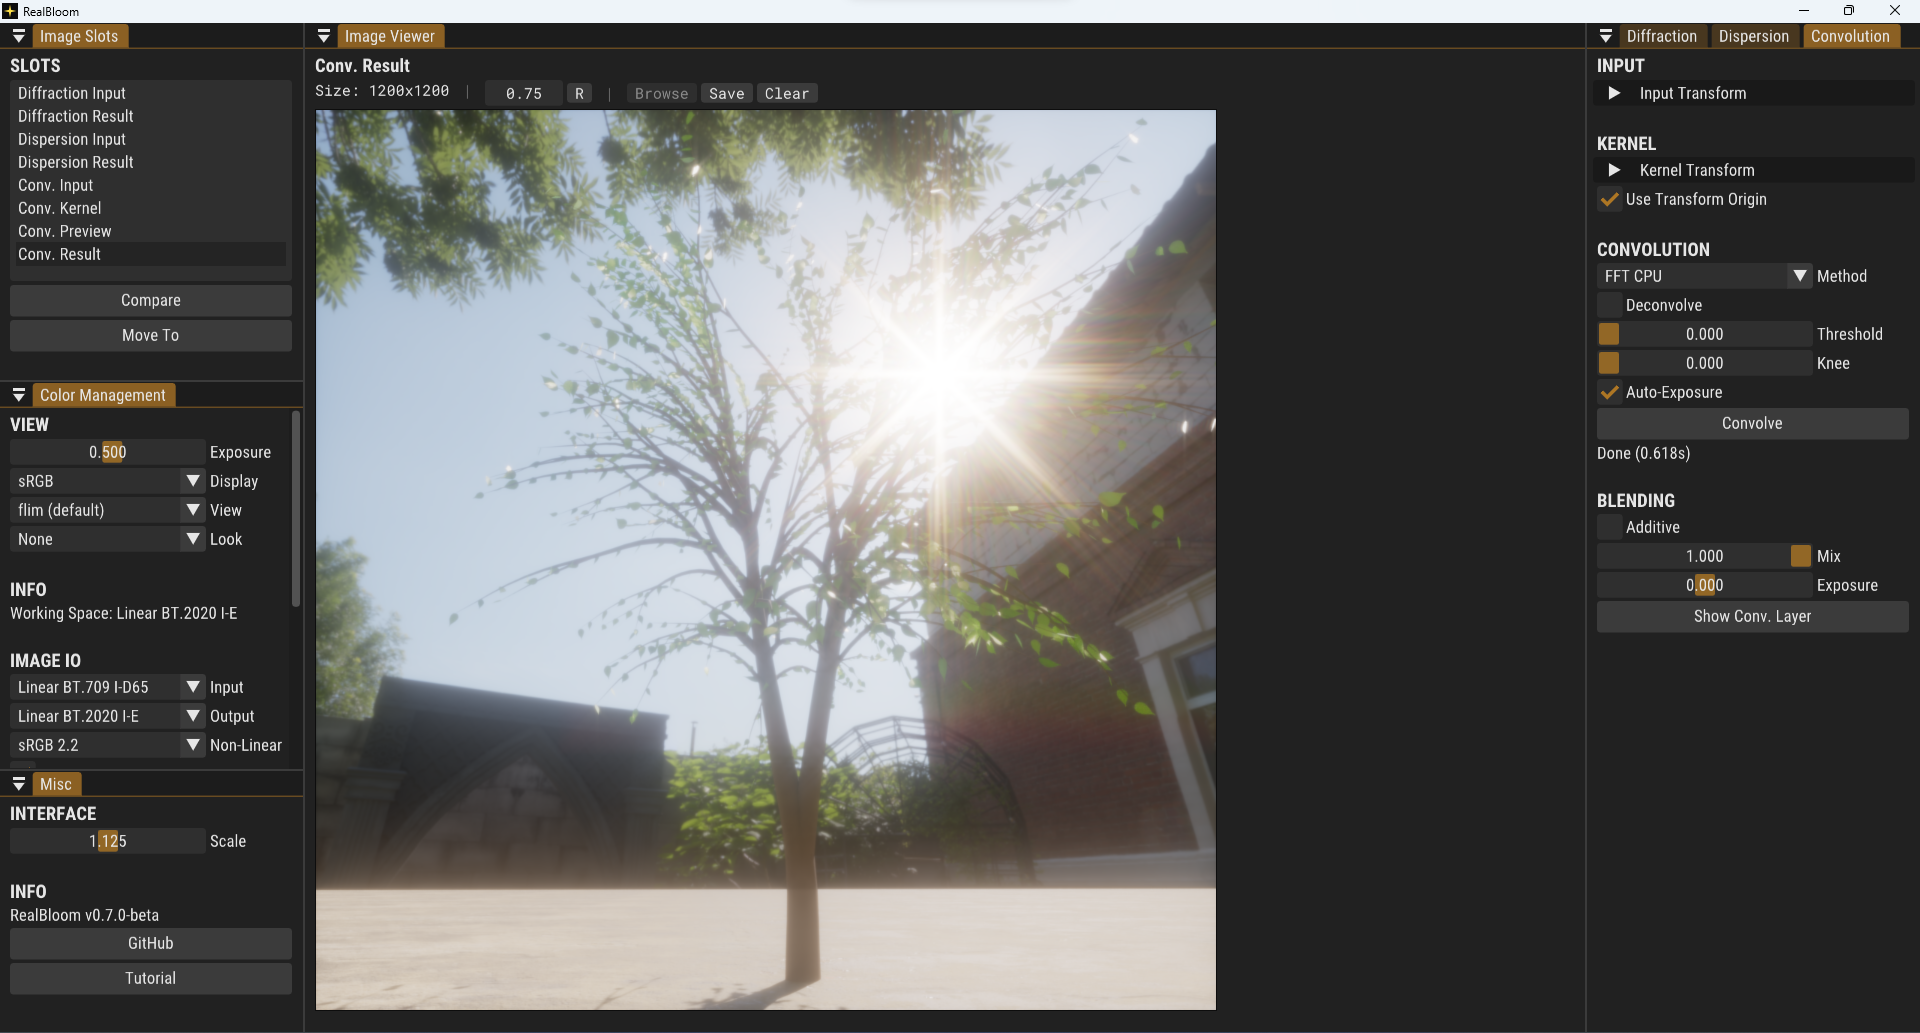 RealBloom
Image Slots
SLOTS
Diffraction Input
Diffraction Result
Dispersion Input
Dispersion Result
Conv. Input
Conv. Kernel
Conv. Preview
Conv. Result
Compare
Move To
Color Management
VIEW
0.500 Exposure
sRGB Display
flim (default) View
None Look
INFO
Working Space: Linear BT.2020 I-E
IMAGE IO
Linear BT.709 I-D65 Input
Linear BT.2020 I-E Output
sRGB 2.2 Non-Linear
Misc
INTERFACE
1.125 Scale
INFO
RealBloom v0.7.0-beta
GitHub
Tutorial
Image Viewer
Conv. Result
Size: 1200x1200 | 0.75 R | Browse Save Clear
Diffraction Dispersion Convolution
INPUT
Input Transform
KERNEL
Kernel Transform
Use Transform Origin
CONVOLUTION
FFT CPU Method
Deconvolve
0.000 Threshold
0.000 Knee
Auto-Exposure
Convolve
Done (0.618s)
BLENDING
Additive
1.000 Mix
0.000 Exposure
Show Conv. Layer